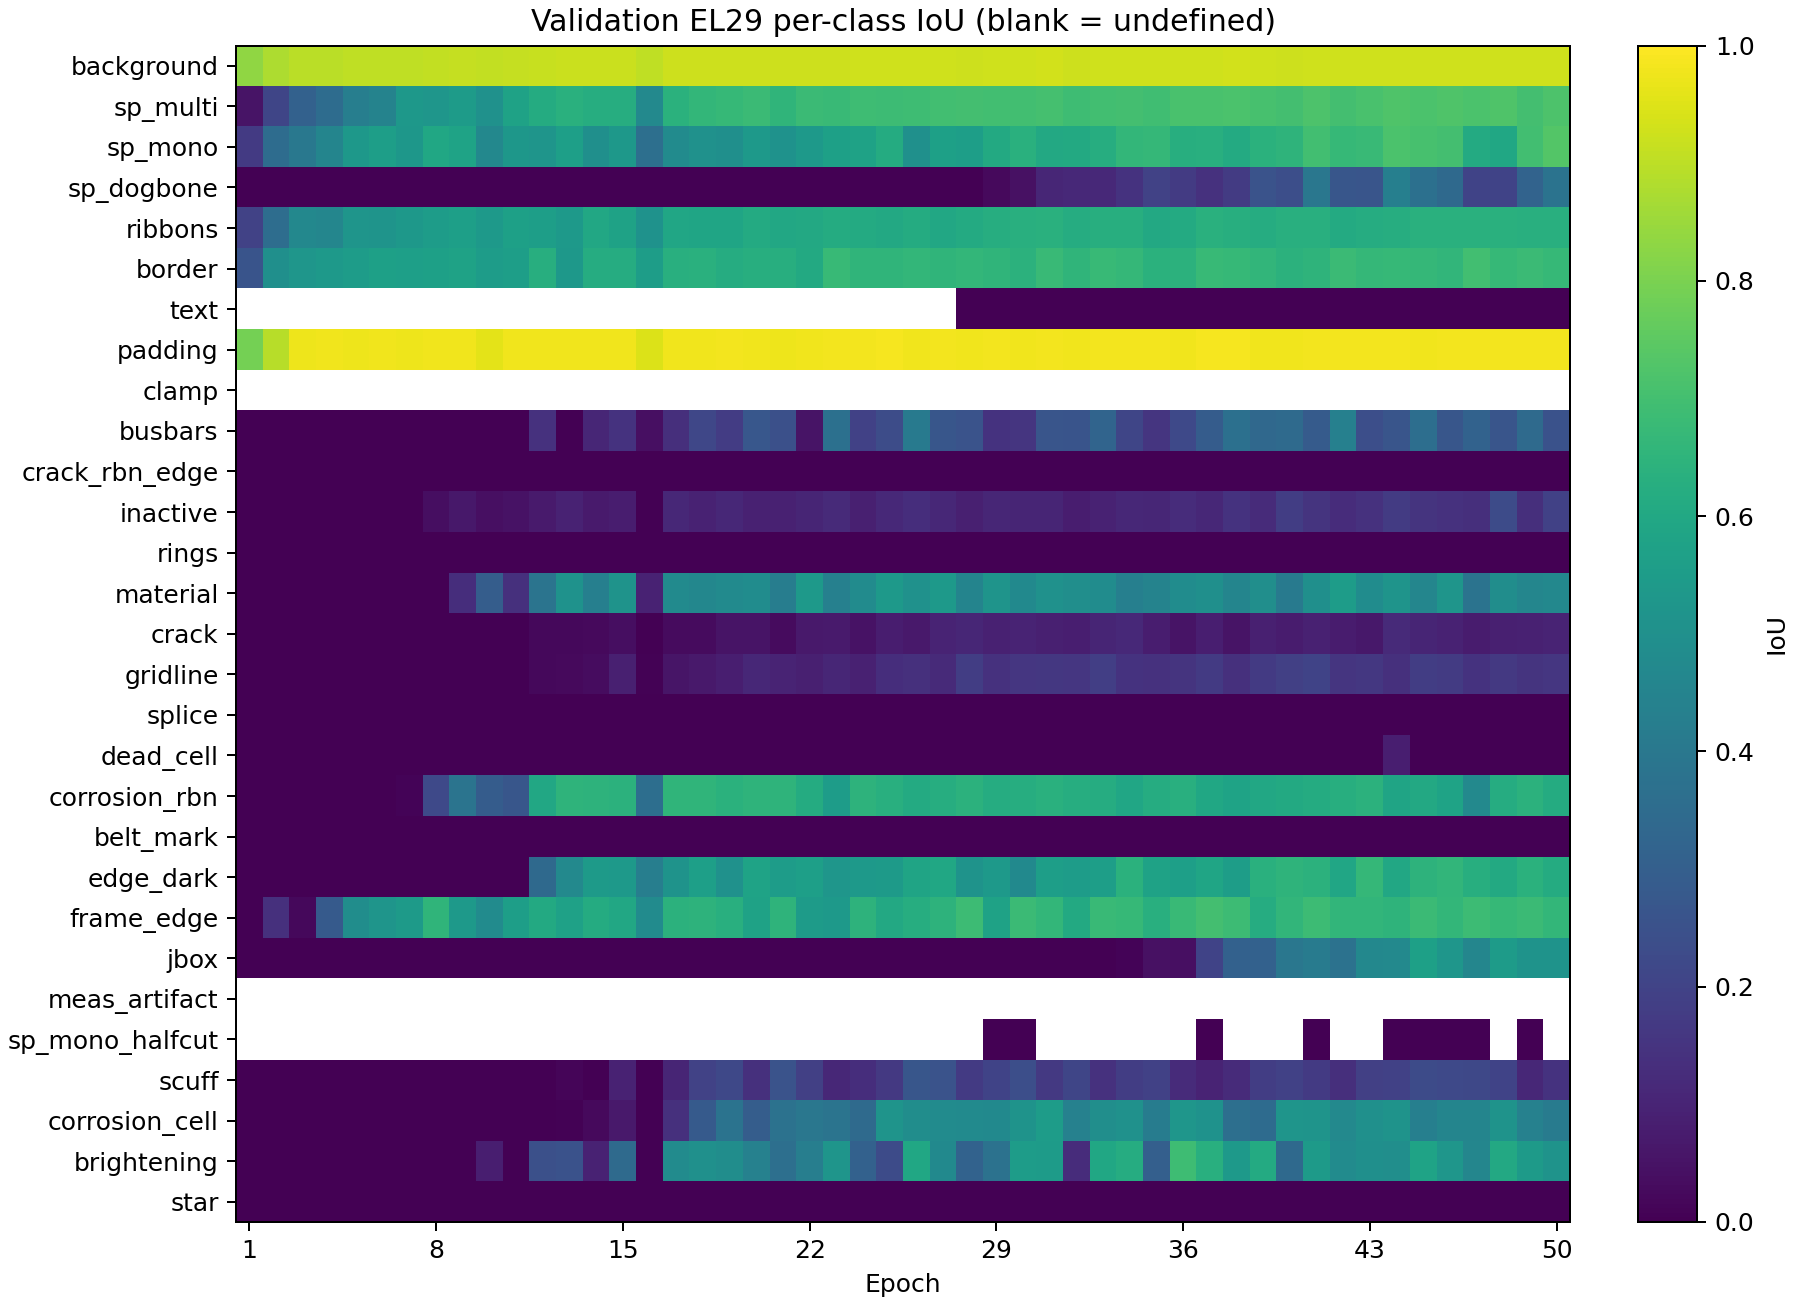 Validation EL29 per-class IoU (blank = undefined)
background
sp_multi
sp_mono
sp_dogbone
ribbons
border
text
padding
clamp
busbars
crack_rbn_edge
inactive
rings
material
crack
gridline
splice
dead_cell
corrosion_rbn
belt_mark
edge_dark
frame_edge
jbox
meas_artifact
sp_mono_halfcut
scuff
corrosion_cell
brightening
star
1 8 15 22 29 36 43 50
Epoch
1.0
0.8
0.6
0.4
0.2
0.0
IoU